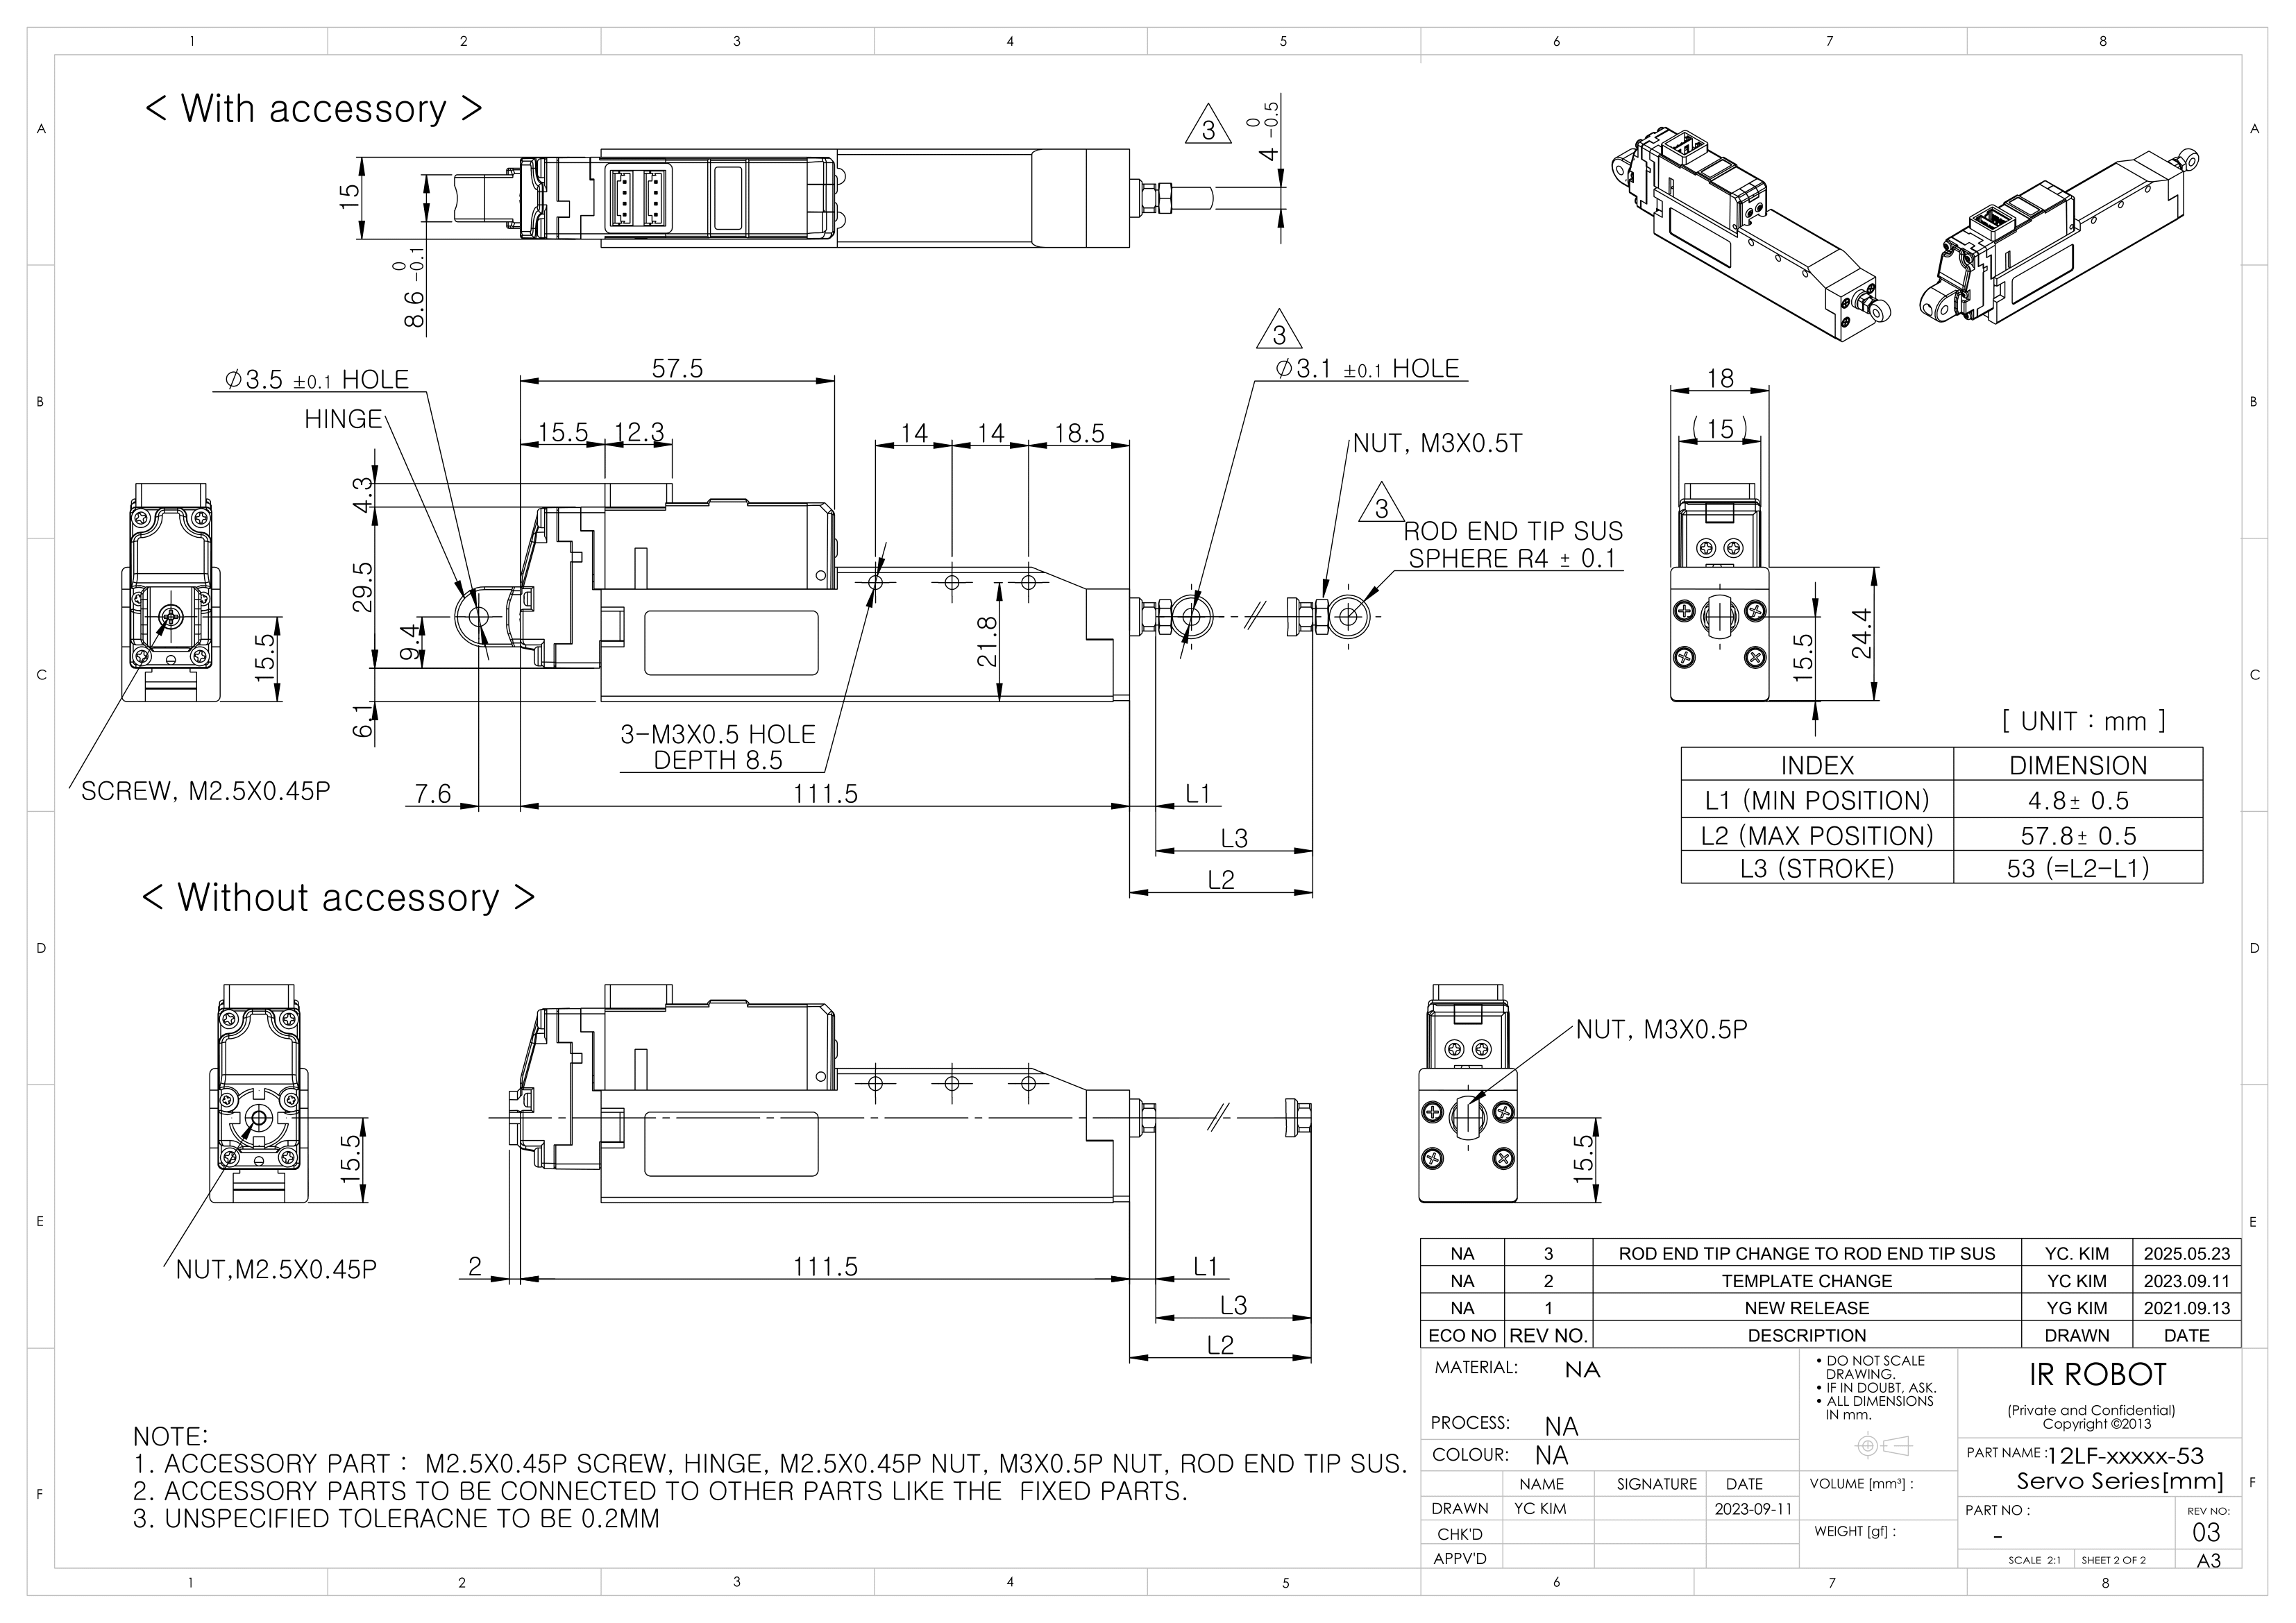 1 2 3 4 5 6 7 8
A A
B B
C C
D D
E E
F F
< With accessory >
15
8.6 0 -0.1
3
4 0 -0.5
Ø3.5 ±0.1 HOLE
HINGE
57.5
15.5 12.3
14 14 18.5
3
Ø3.1 ±0.1 HOLE
NUT, M3X0.5T
3
ROD END TIP SUS
SPHERE R4 ± 0.1
18
(15)
4.3
29.5
9.4
6.1
15.5
21.8
15.5
24.4
3-M3X0.5 HOLE
DEPTH 8.5
SCREW, M2.5X0.45P
7.6 111.5 L1
L3
L2
[ UNIT : mm ]
INDEX DIMENSION
L1 (MIN POSITION) 4.8± 0.5
L2 (MAX POSITION) 57.8± 0.5
L3 (STROKE) 53 (=L2-L1)
< Without accessory >
NUT, M3X0.5P
15.5
15.5
NUT,M2.5X0.45P
2 111.5 L1
L3
L2
NOTE:
1. ACCESSORY PART : M2.5X0.45P SCREW, HINGE, M2.5X0.45P NUT, M3X0.5P NUT, ROD END TIP SUS.
2. ACCESSORY PARTS TO BE CONNECTED TO OTHER PARTS LIKE THE FIXED PARTS.
3. UNSPECIFIED TOLERACNE TO BE 0.2MM
NA 3 ROD END TIP CHANGE TO ROD END TIP SUS YC. KIM 2025.05.23
NA 2 TEMPLATE CHANGE YC KIM 2023.09.11
NA 1 NEW RELEASE YG KIM 2021.09.13
ECO NO REV NO. DESCRIPTION DRAWN DATE
MATERIAL: NA
PROCESS: NA
COLOUR: NA
• DO NOT SCALE
DRAWING.
• IF IN DOUBT, ASK.
• ALL DIMENSIONS
IN mm.
IR ROBOT
(Private and Confidential)
Copyright ©2013
PART NAME : 12LF-xxxxx-53
Servo Series[mm]
NAME SIGNATURE DATE
DRAWN YC KIM 2023-09-11
CHK'D
APPV'D
VOLUME [mm³] :
WEIGHT [gf] :
PART NO :
-
REV NO:
03
SCALE 2:1 SHEET 2 OF 2 A3
1 2 3 4 5 6 7 8